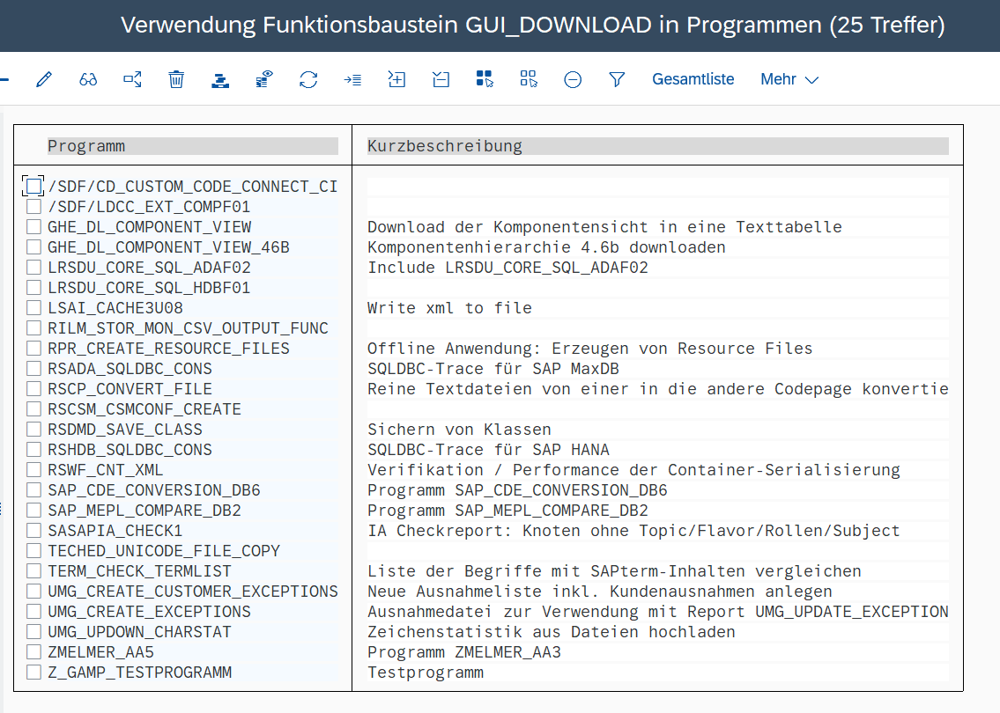 Verwendung Funktionsbaustein GUI_DOWNLOAD in Programmen (25 Treffer)
Gesamtliste Mehr
Programm Kurzbeschreibung
/SDF/CD_CUSTOM_CODE_CONNECT_CI
/SDF/LDCC_EXT_COMPF01
GHE_DL_COMPONENT_VIEW Download der Komponentensicht in eine Texttabelle
GHE_DL_COMPONENT_VIEW_46B Komponentenhierarchie 4.6b downloaden
LRSDU_CORE_SQL_ADAF02 Include LRSDU_CORE_SQL_ADAF02
LRSDU_CORE_SQL_HDBF01
LSAI_CACHE3U08 Write xml to file
RILM_STOR_MON_CSV_OUTPUT_FUNC
RPR_CREATE_RESOURCE_FILES Offline Anwendung: Erzeugen von Resource Files
RSADA_SQLDBC_CONS SQLDBC-Trace für SAP MaxDB
RSCP_CONVERT_FILE Reine Textdateien von einer in die andere Codepage konvertie
RSCSM_CSMCONF_CREATE
RSDMD_SAVE_CLASS Sichern von Klassen
RSHDB_SQLDBC_CONS SQLDBC-Trace für SAP HANA
RSWF_CNT_XML Verifikation / Performance der Container-Serialisierung
SAP_CDE_CONVERSION_DB6 Programm SAP_CDE_CONVERSION_DB6
SAP_MEPL_COMPARE_DB2 Programm SAP_MEPL_COMPARE_DB2
SASAPIA_CHECK1 IA Checkreport: Knoten ohne Topic/Flavor/Rollen/Subject
TECHED_UNICODE_FILE_COPY
TERM_CHECK_TERMLIST Liste der Begriffe mit SAPterm-Inhalten vergleichen
UMG_CREATE_CUSTOMER_EXCEPTIONS Neue Ausnahmeliste inkl. Kundenausnahmen anlegen
UMG_CREATE_EXCEPTIONS Ausnahmedatei zur Verwendung mit Report UMG_UPDATE_EXCEPTION
UMG_UPDOWN_CHARSTAT Zeichenstatistik aus Dateien hochladen
ZMELMER_AA5 Programm ZMELMER_AA3
Z_GAMP_TESTPROGRAMM Testprogramm